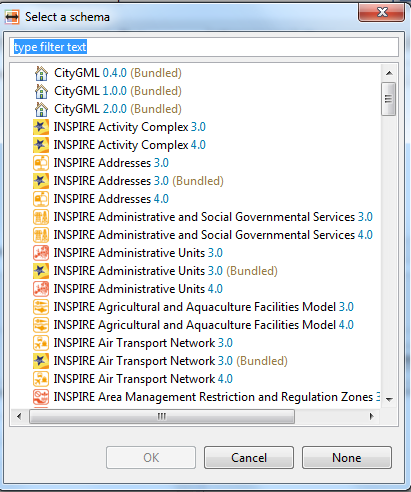 Select a schema
type filter text
CityGML 0.4.0 (Bundled)
CityGML 1.0.0 (Bundled)
CityGML 2.0.0 (Bundled)
INSPIRE Activity Complex 3.0
INSPIRE Activity Complex 4.0
INSPIRE Addresses 3.0
INSPIRE Addresses 3.0 (Bundled)
INSPIRE Addresses 4.0
INSPIRE Administrative and Social Governmental Services 3.0
INSPIRE Administrative and Social Governmental Services 4.0
INSPIRE Administrative Units 3.0
INSPIRE Administrative Units 3.0 (Bundled)
INSPIRE Administrative Units 4.0
INSPIRE Agricultural and Aquaculture Facilities Model 3.0
INSPIRE Agricultural and Aquaculture Facilities Model 4.0
INSPIRE Air Transport Network 3.0
INSPIRE Air Transport Network 3.0 (Bundled)
INSPIRE Air Transport Network 4.0
INSPIRE Area Management Restriction and Regulation Zones
OK Cancel None